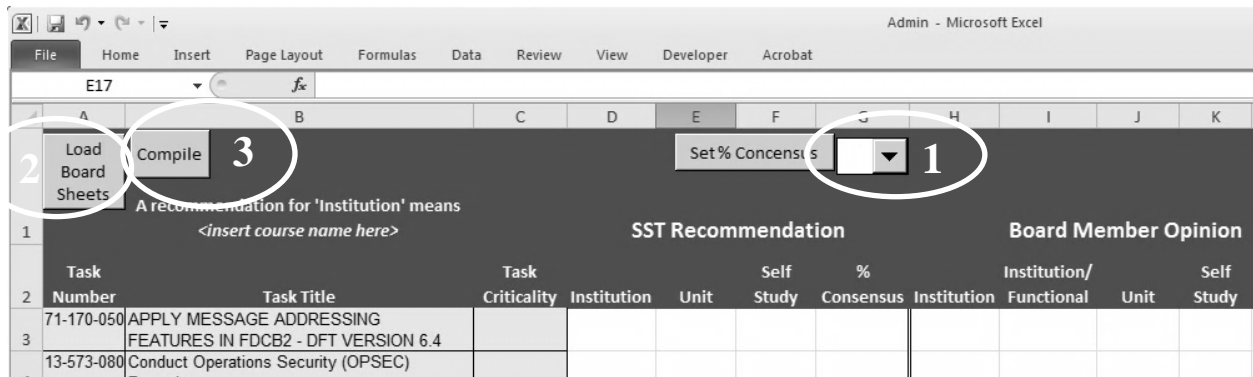 Admin - Microsoft Excel
File Home Insert Page Layout Formulas Data Review View Developer Acrobat
E17 fx
A B C D E F G H I J K
2 Load Board Sheets
Compile 3
Set % Concensus 1
A recommendation for 'Institution' means
<insert course name here>
1 SST Recommendation Board Member Opinion
Task Task Self % Institution/ Self
2 Number Task Title Criticality Institution Unit Study Consensus Institution Functional Unit Study
71-170-050 APPLY MESSAGE ADDRESSING
3 FEATURES IN FDCB2 - DFT VERSION 6.4
13-573-080 Conduct Operations Security (OPSEC)